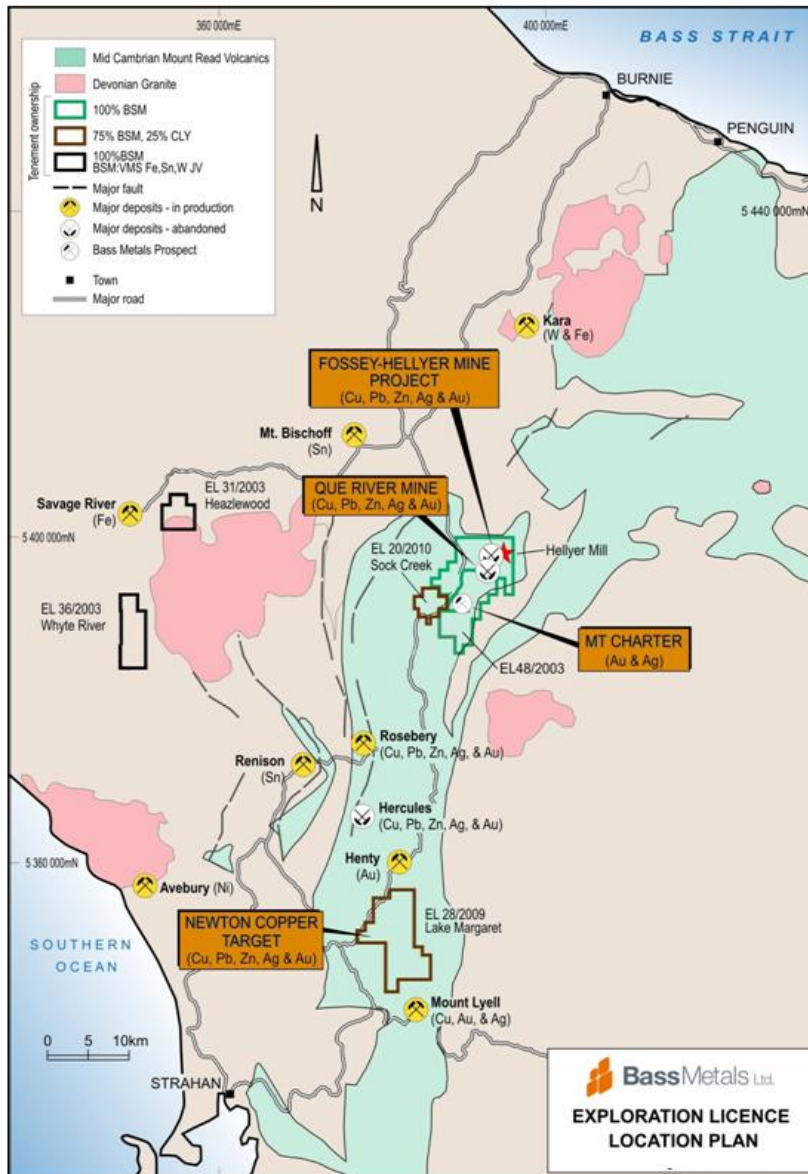 360 000mE
400 000mE
BASS STRAIT
Mid Cambrian Mount Read Volcanics
Devonian Granite
Tenement ownership
100% BSM
75% BSM, 25% CLY
100%BSM
BSM:VMS Fe,Sn,W JV
Major fault
Major deposits - in production
Major deposits - abandoned
Bass Metals Prospect
Town
Major road
N
BURNIE
PENGUIN
5 440 000mN
Kara
(W & Fe)
FOSSEY-HELLYER MINE
PROJECT
(Cu, Pb, Zn, Ag & Au)
Mt. Bischoff
(Sn)
QUE RIVER MINE
(Cu, Pb, Zn, Ag & Au)
EL 31/2003
Heazlewood
Savage River
(Fe)
5 400 000mN
EL 20/2010
Sock Creek
Hellyer Mill
EL 36/2003
Whyte River
MT CHARTER
(Au & Ag)
EL48/2003
Rosebery
(Cu, Pb, Zn, Ag, & Au)
Renison
(Sn)
Hercules
(Cu, Pb, Zn, Ag, & Au)
5 360 000mN
Henty
(Au)
Avebury (Ni)
EL 28/2009
Lake Margaret
NEWTON COPPER
TARGET
(Cu, Pb, Zn, Ag & Au)
SOUTHERN
OCEAN
Mount Lyell
(Cu, Au, & Ag)
0 5 10km
STRAHAN
BassMetals Ltd.
EXPLORATION LICENCE
LOCATION PLAN